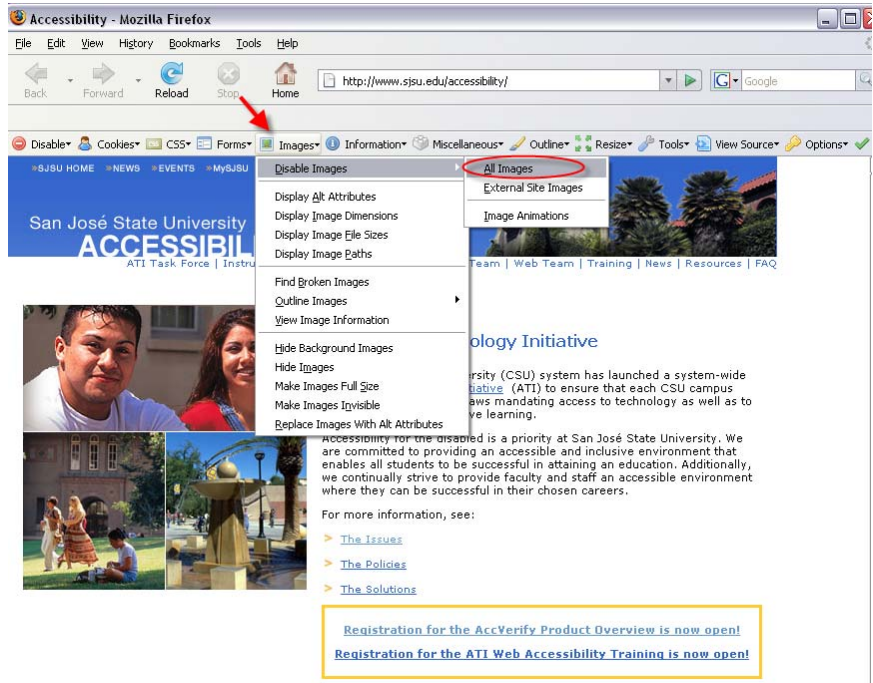 Accessibility - Mozilla Firefox
File Edit View History Bookmarks Tools Help
Back Forward Reload Stop Home http://www.sjsu.edu/accessibility/ Google
Disable Cookies CSS Forms Images Information Miscellaneous Outline Resize Tools View Source Options
»SJSU HOME »NEWS »EVENTS »MySJSU
San José State University
ACCESSIBIL
ATI Task Force | Instru
Team | Web Team | Training | News | Resources | FAQ
Disable Images
Display Alt Attributes
Display Image Dimensions
Display Image File Sizes
Display Image Paths
Find Broken Images
Outline Images
View Image Information
Hide Background Images
Hide Images
Make Images Full Size
Make Images Invisible
Replace Images With Alt Attributes
All Images
External Site Images
Image Animations
ology Initiative
ersity (CSU) system has launched a system-wide
tiative (ATI) to ensure that each CSU campus
aws mandating access to technology as well as to
ve learning.
Accessibility for the disabled is a priority at San José State University. We
are committed to providing an accessible and inclusive environment that
enables all students to be successful in attaining an education. Additionally,
we continually strive to provide faculty and staff an accessible environment
where they can be successful in their chosen careers.
For more information, see:
> The Issues
> The Policies
> The Solutions
Registration for the AccVerify Product Overview is now open!
Registration for the ATI Web Accessibility Training is now open!